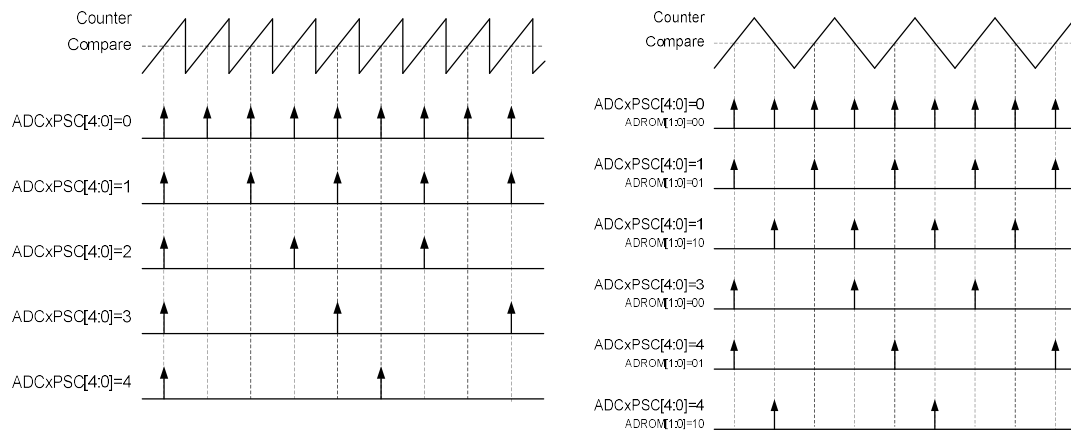 Counter
Compare
ADCxPSC[4:0]=0
ADCxPSC[4:0]=1
ADCxPSC[4:0]=2
ADCxPSC[4:0]=3
ADCxPSC[4:0]=4
Counter
Compare
ADCxPSC[4:0]=0
ADROM[1:0]=00
ADCxPSC[4:0]=1
ADROM[1:0]=01
ADCxPSC[4:0]=1
ADROM[1:0]=10
ADCxPSC[4:0]=3
ADROM[1:0]=00
ADCxPSC[4:0]=4
ADROM[1:0]=01
ADCxPSC[4:0]=4
ADROM[1:0]=10